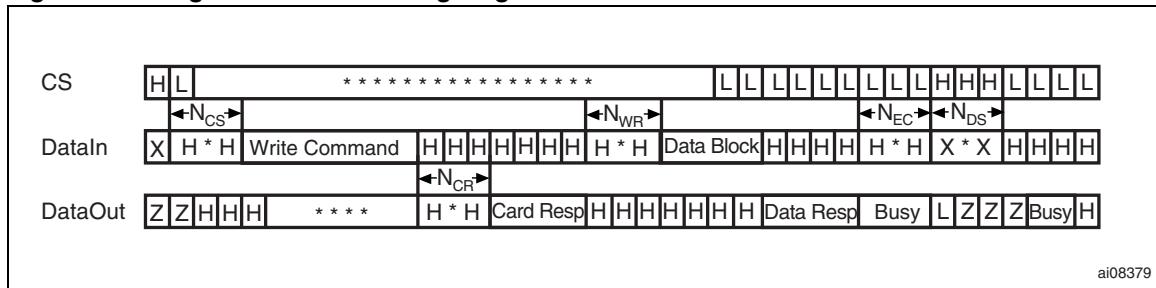 CS H L * * * * * * * * * * * * * * * * * L L L L L L L L L H H H L L L L
NCS NWR NEC NDS
DataIn X H * H Write Command H H H H H H H H * H Data Block H H H H H * H X * X H H H H
NCR
DataOut Z Z H H H * * * * H * H Card Resp H H H H H H H Data Resp Busy L Z Z Z Busy H
ai08379